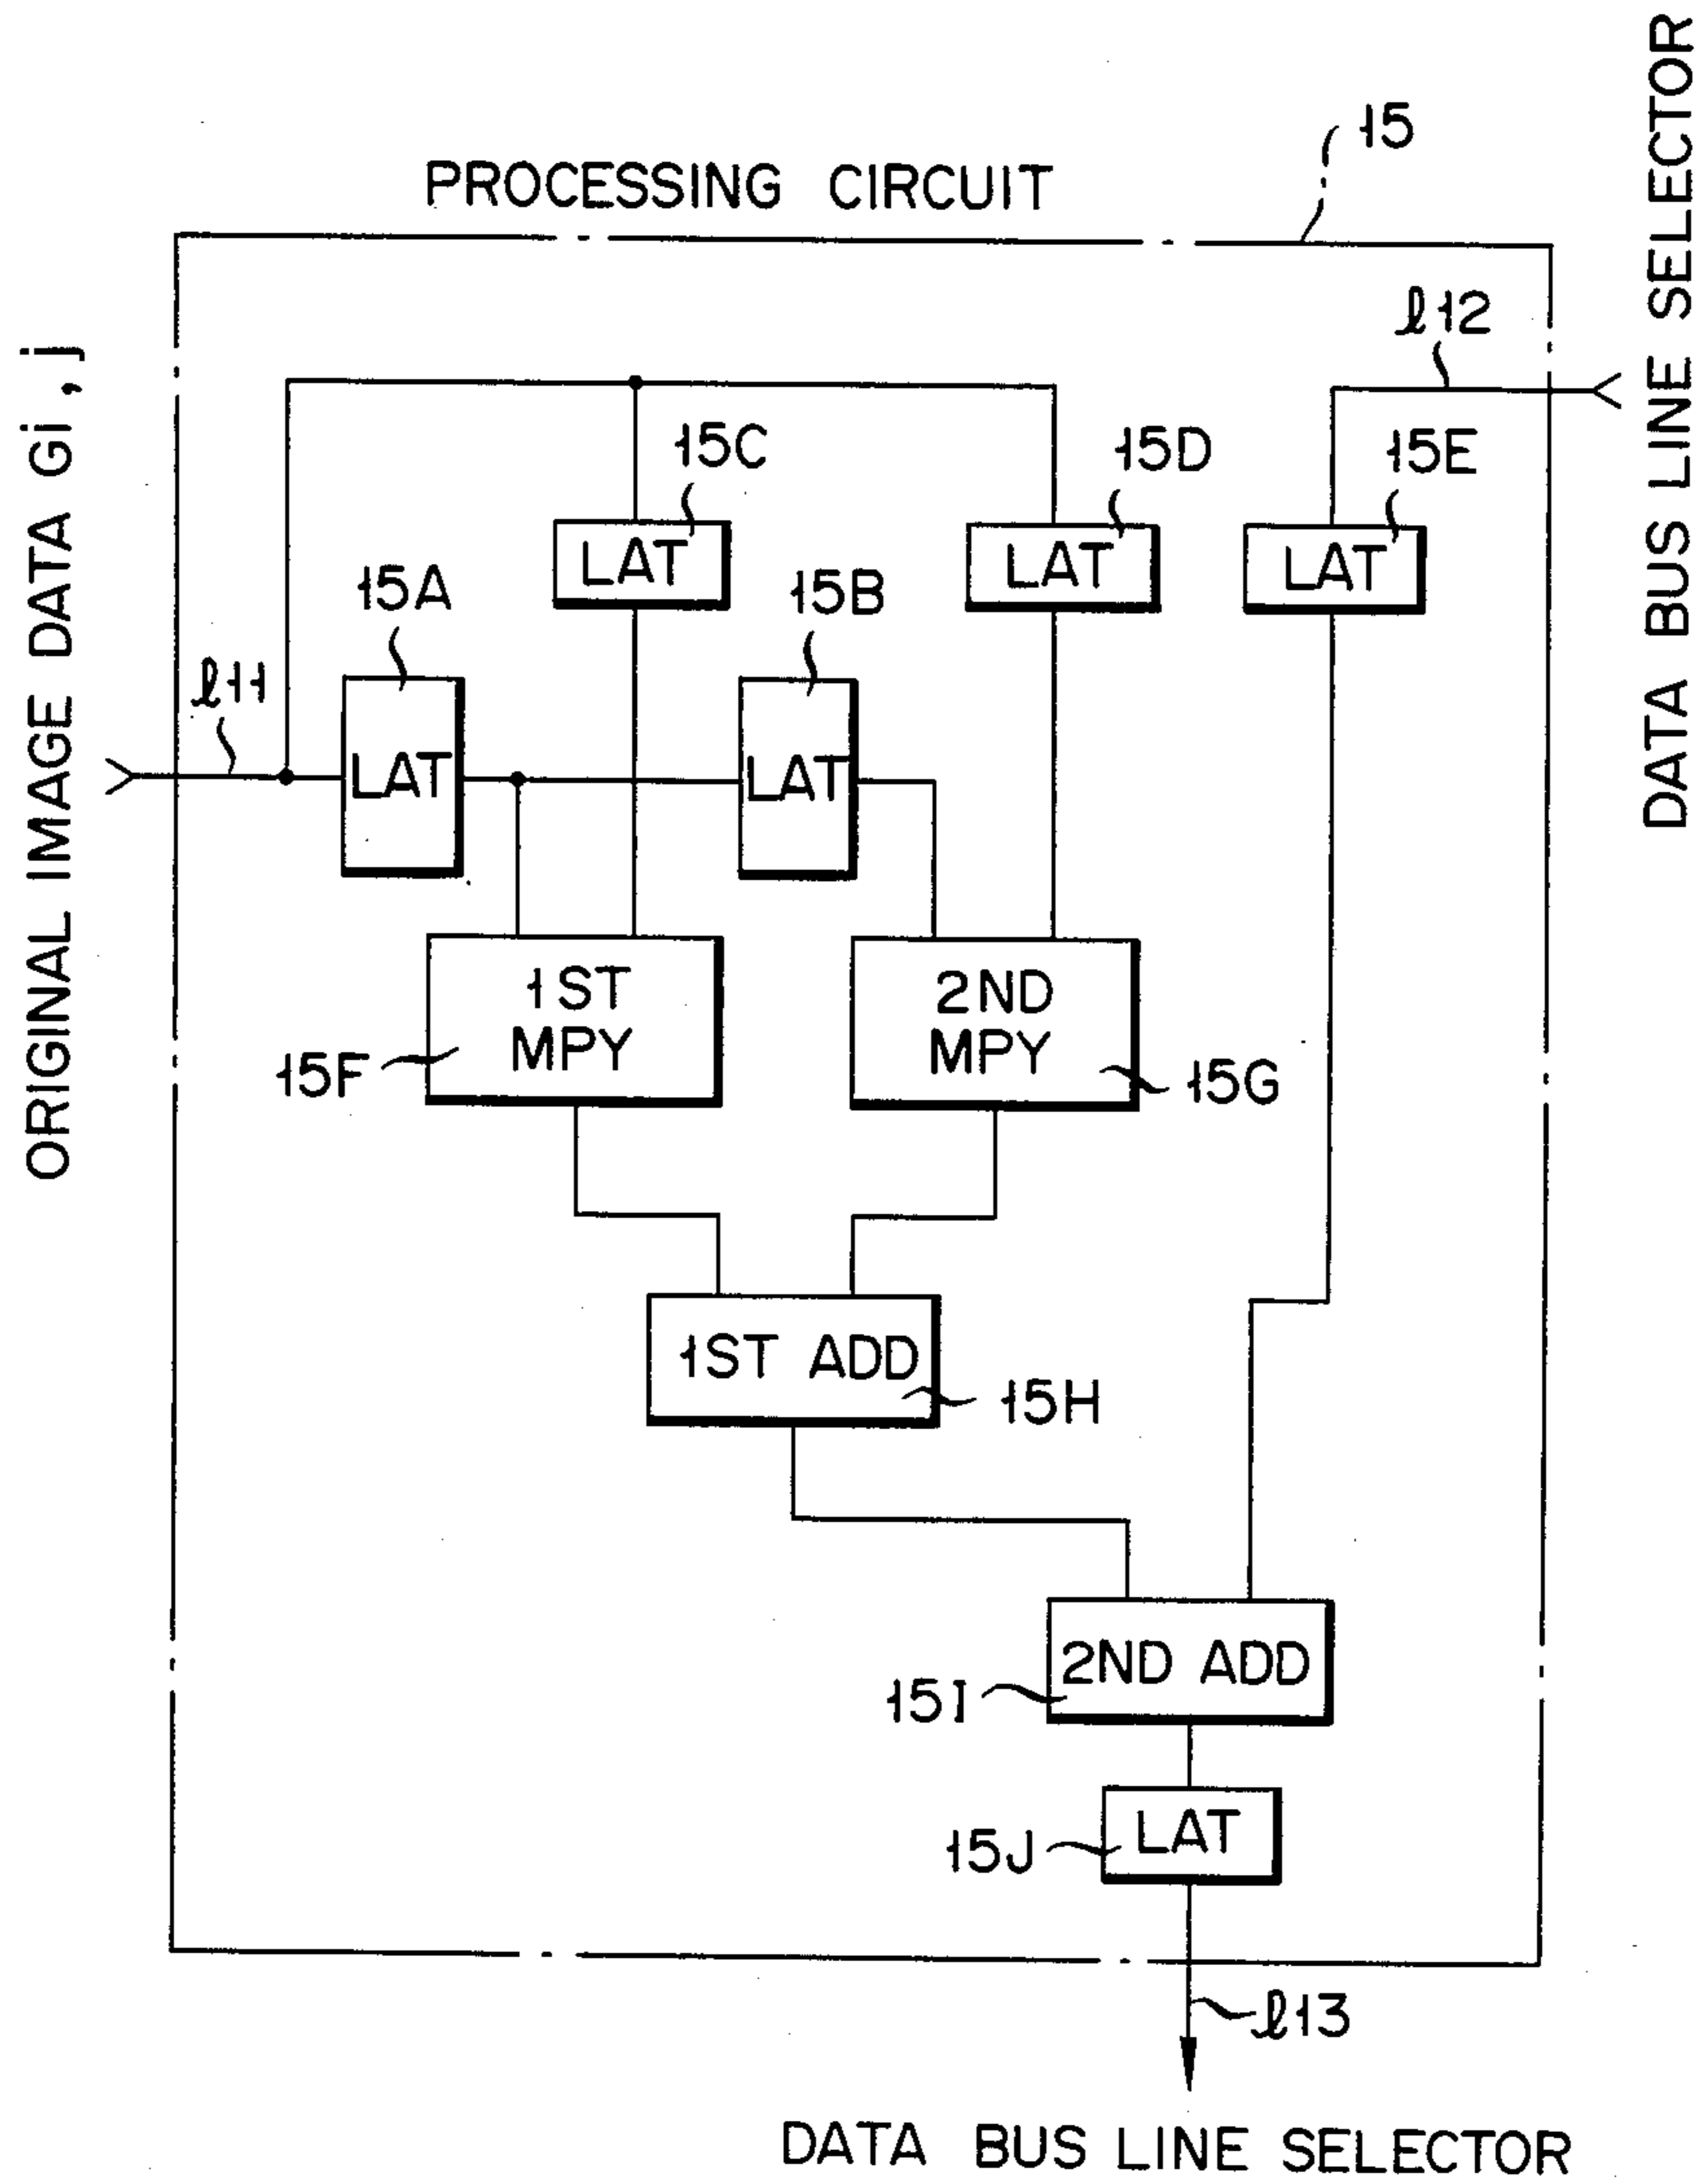 15
PROCESSING CIRCUIT
DATA BUS LINE SELECTOR
ℓ12
ORIGINAL IMAGE DATA Gi,j
15C
15D
15E
LAT
LAT
LAT
15A
15B
ℓ11
LAT
LAT
1ST
MPY
2ND
MPY
15F
15G
1ST ADD
15H
2ND ADD
15I
LAT
15J
ℓ13
DATA BUS LINE SELECTOR